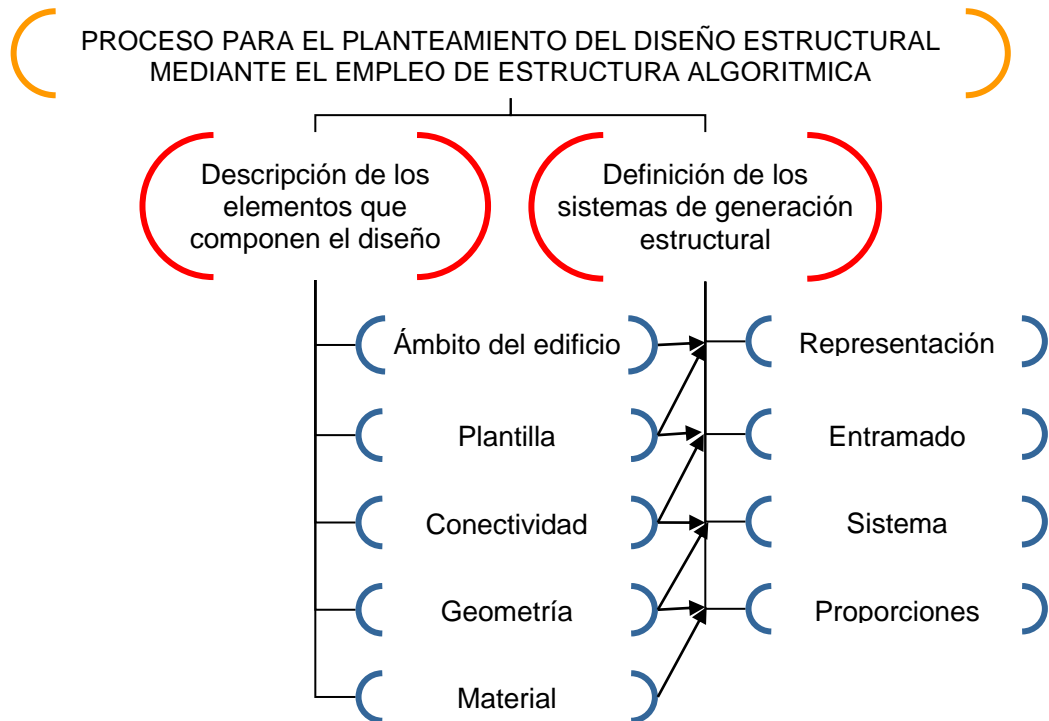 PROCESO PARA EL PLANTEAMIENTO DEL DISEÑO ESTRUCTURAL
MEDIANTE EL EMPLEO DE ESTRUCTURA ALGORITMICA
Descripción de los
elementos que
componen el diseño
Definición de los
sistemas de generación
estructural
Ámbito del edificio
Plantilla
Conectividad
Geometría
Material
Representación
Entramado
Sistema
Proporciones